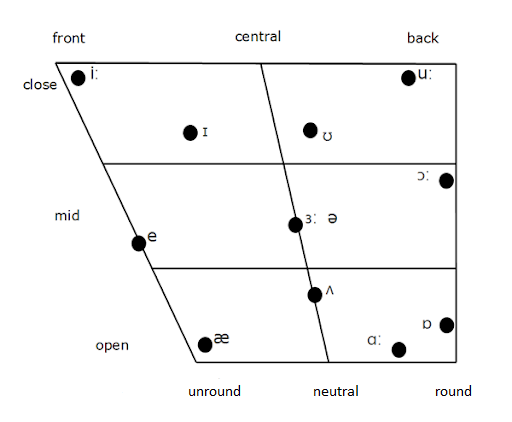 front central back
close iː uː
ɪ ʊ
ɔː
mid e ɜː ə
ʌ
ɒ
open æ ɑː
unround neutral round